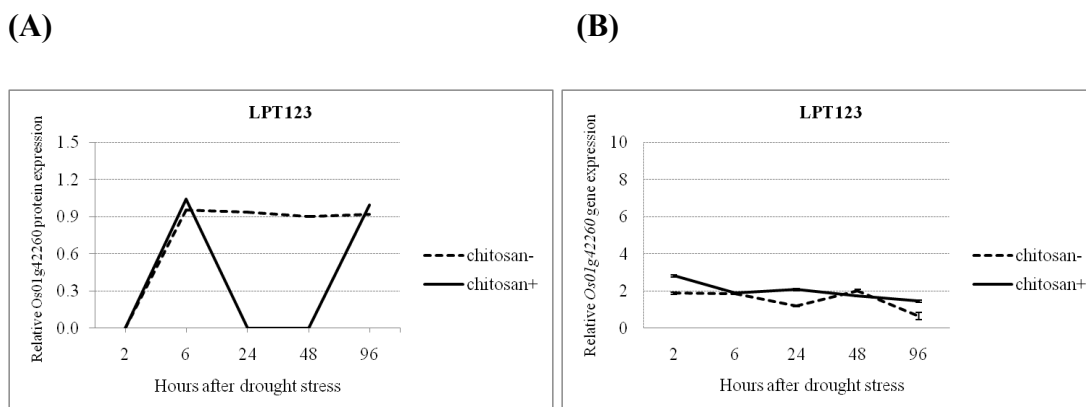 (A)
(B)
LPT123
Relative Os01g42260 protein expression
1.5
1.2
0.9
0.6
0.3
0.0
2 6 24 48 96
Hours after drought stress
chitosan-
chitosan+
LPT123
Relative Os01g42260 gene expression
10
8
6
4
2
0
2 6 24 48 96
Hours after drought stress
chitosan-
chitosan+